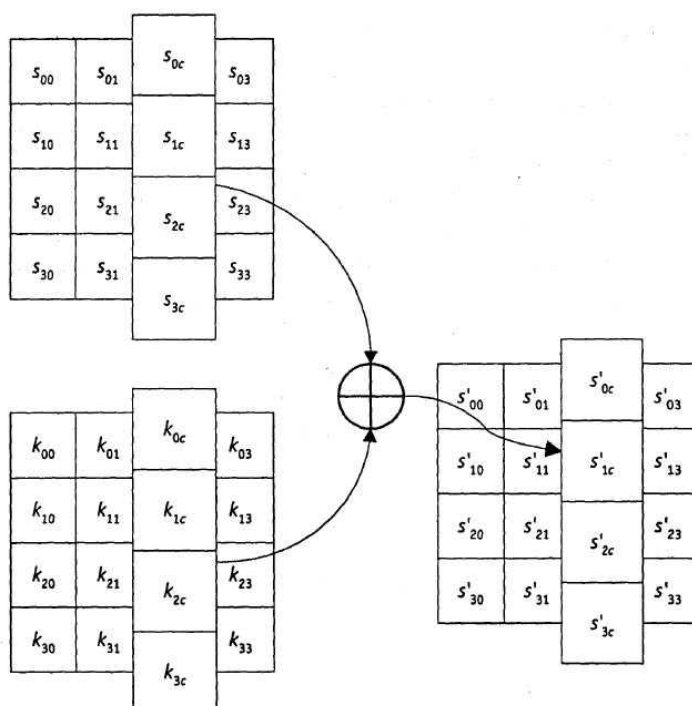 s00 s01 s0c s03
s10 s11 s1c s13
s20 s21 s2c s23
s30 s31 s3c s33
k00 k01 k0c k03
k10 k11 k1c k13
k20 k21 k2c k23
k30 k31 k3c k33
s'00 s'01 s'0c s'03
s'10 s'11 s'1c s'13
s'20 s'21 s'2c s'23
s'30 s'31 s'3c s'33